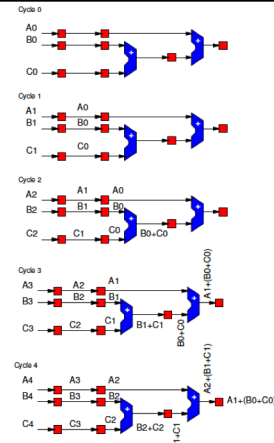 Cycle 0
A0
B0
+
+
C0
Cycle 1
A1 A0
B1 B0
+
+
C1 C0
Cycle 2
A2 A1 A0
B2 B1 B0
+
+
C2 C1 C0 B0+C0
Cycle 3
A3 A2 A1
B3 B2 B1
+
+
C3 C2 C1 B1+C1
B0+C0
A1+(B0+C0)
Cycle 4
A4 A3 A2
B4 B3 B2
+
+
C4 C3 C2 B2+C2
1+C1
A2+(B1+C1)
A1+(B0+C0)